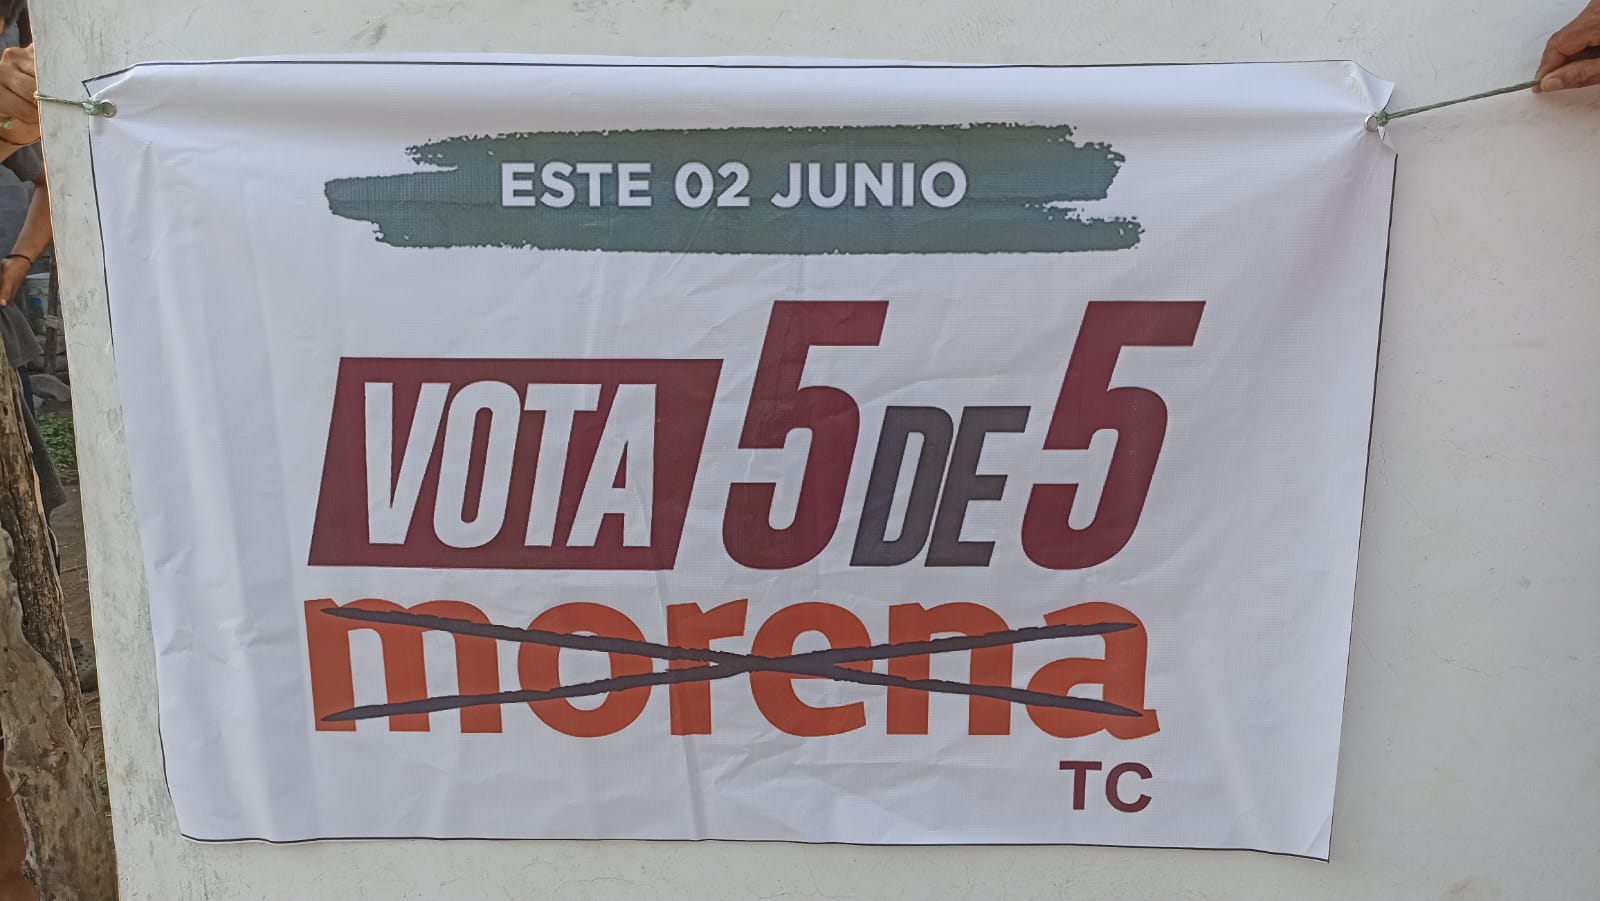 ESTE 02 JUNIO
VOTA 5 DE 5
morena
TC